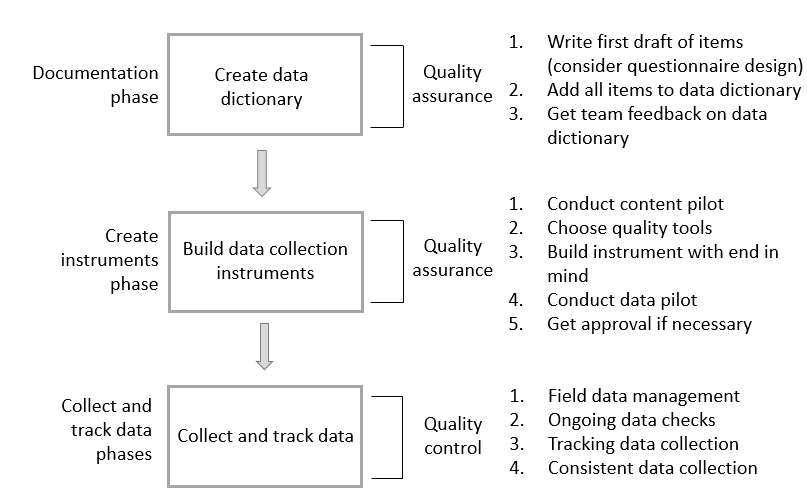 Documentation
phase
Create data
dictionary
Quality
assurance
1. Write first draft of items
(consider questionnaire design)
2. Add all items to data dictionary
3. Get team feedback on data
dictionary
Create
instruments
phase
Build data collection
instruments
Quality
assurance
1. Conduct content pilot
2. Choose quality tools
3. Build instrument with end in
mind
4. Conduct data pilot
5. Get approval if necessary
Collect and
track data
phases
Collect and track data
Quality
control
1. Field data management
2. Ongoing data checks
3. Tracking data collection
4. Consistent data collection